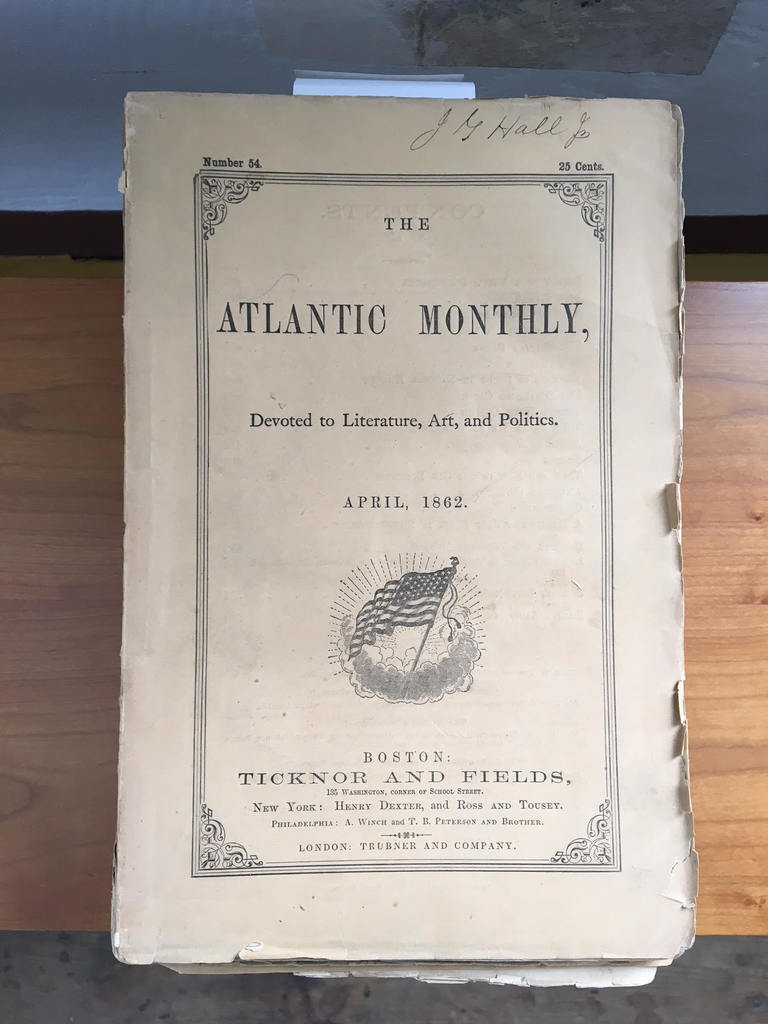 J G Hall Jr
Number 54.
25 Cents.
THE
ATLANTIC MONTHLY,
Devoted to Literature, Art, and Politics.
APRIL, 1862.
BOSTON:
TICKNOR AND FIELDS,
135 Washington, corner of School Street.
New York: Henry Dexter, and Ross and Tousey.
Philadelphia: A. Winch and T. B. Peterson and Brother.
LONDON: TRUBNER AND COMPANY.